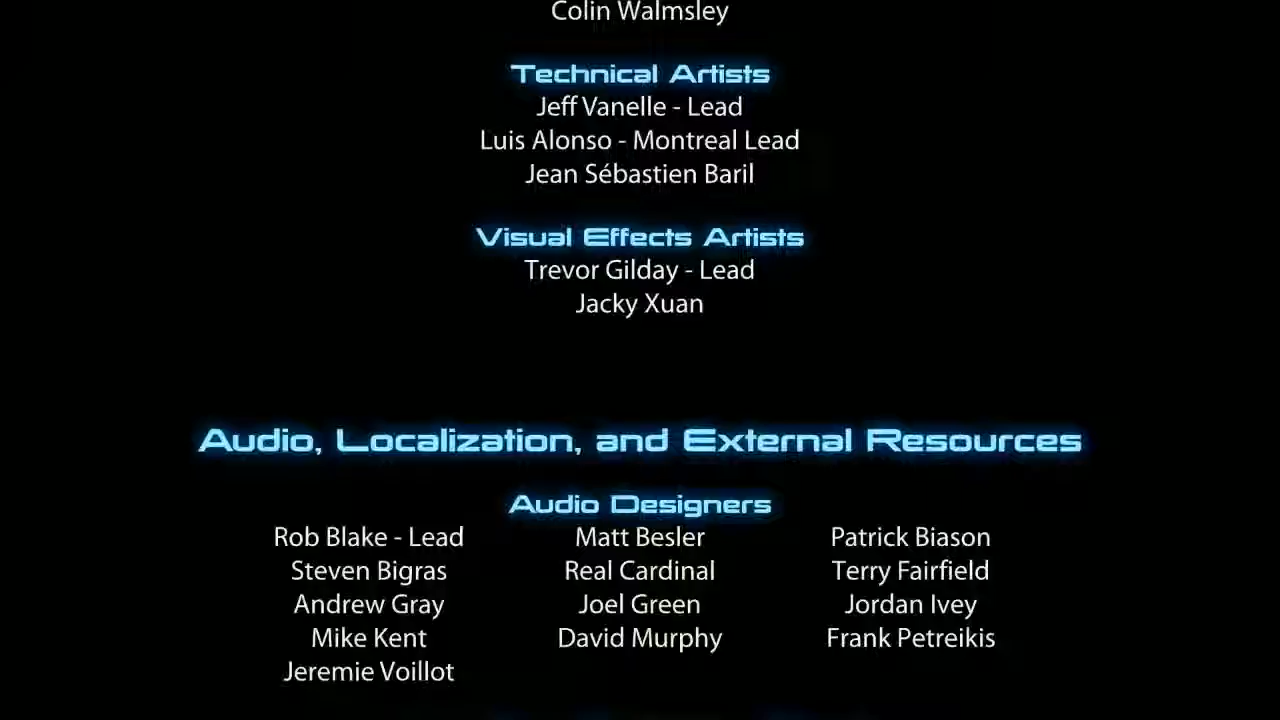 Colin Walmsley
Technical Artists
Jeff Vanelle - Lead
Luis Alonso - Montreal Lead
Jean Sébastien Baril
Visual Effects Artists
Trevor Gilday - Lead
Jacky Xuan
Audio, Localization, and External Resources
Audio Designers
Rob Blake - Lead Matt Besler Patrick Biason
Steven Bigras Real Cardinal Terry Fairfield
Andrew Gray Joel Green Jordan Ivey
Mike Kent David Murphy Frank Petreikis
Jeremie Voillot